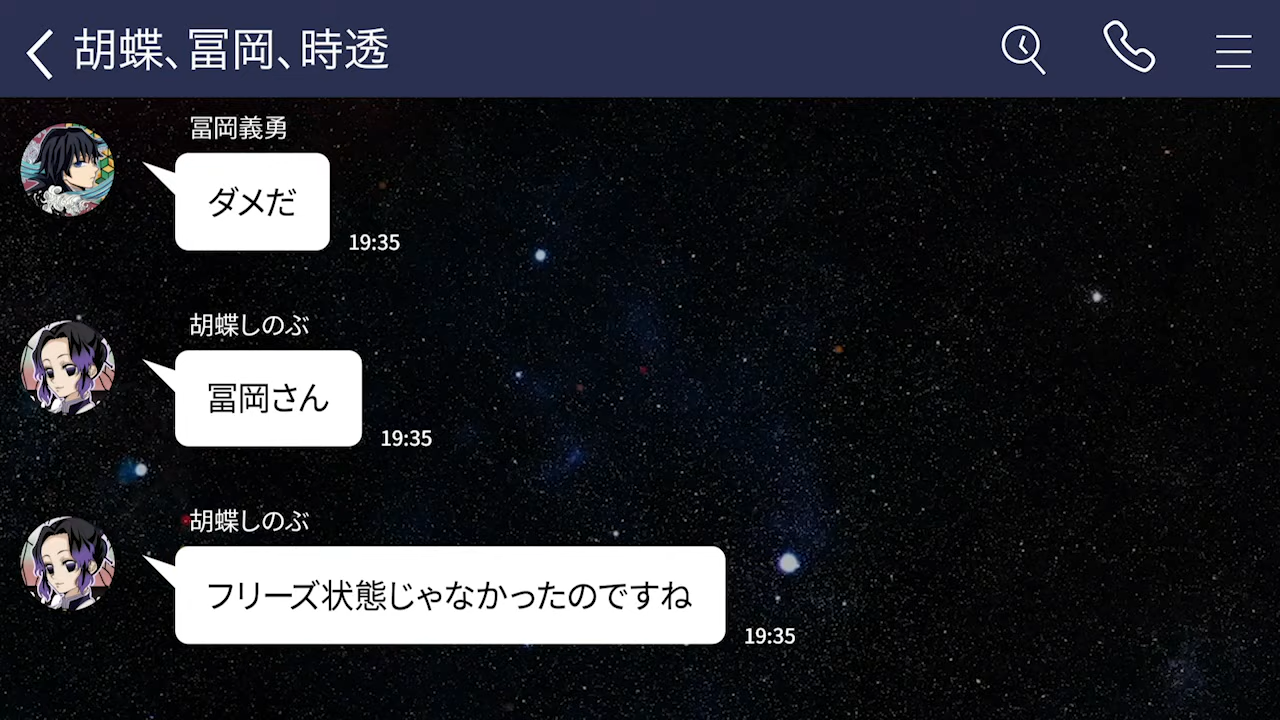 胡蝶、冨岡、時透
冨岡義勇
ダメだ
19:35
胡蝶しのぶ
冨岡さん
19:35
胡蝶しのぶ
フリーズ状態じゃなかったのですね
19:35